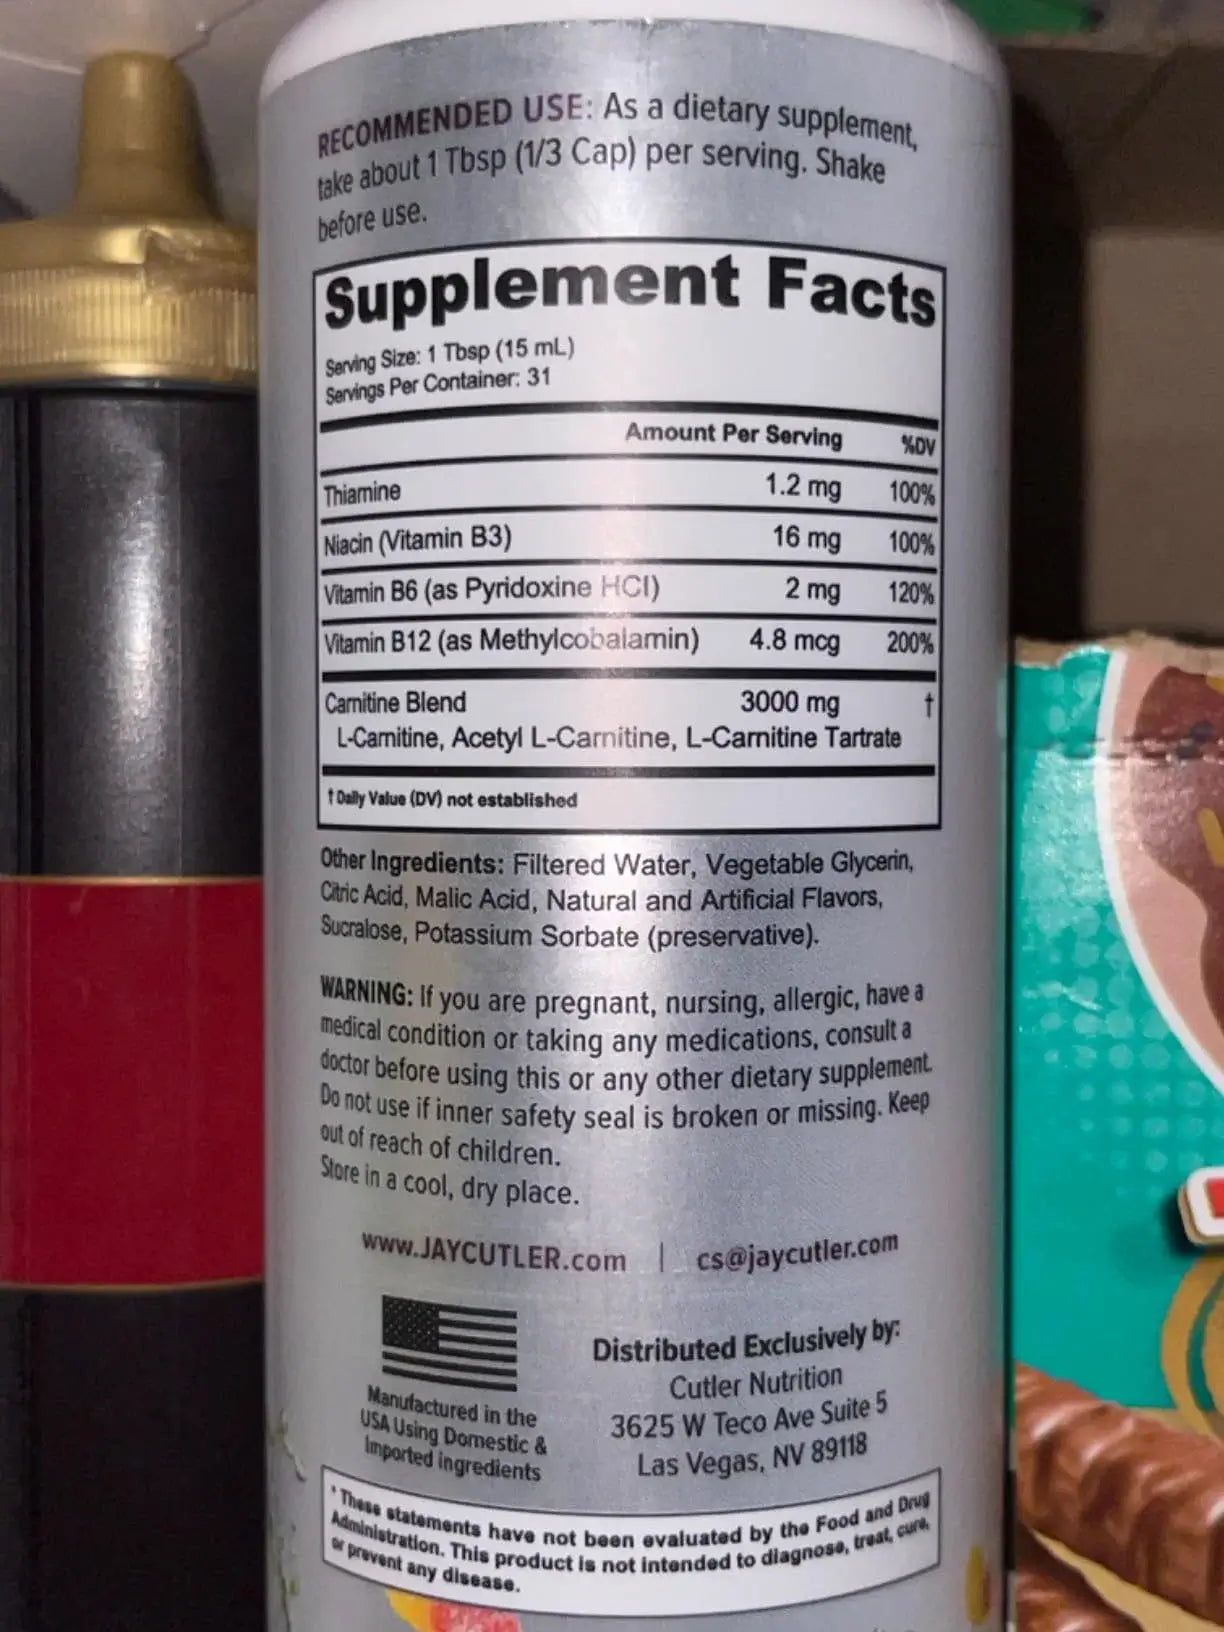 RECOMMENDED USE: As a dietary supplement,
take about 1 Tbsp (1/3 Cap) per serving. Shake
before use.
Supplement Facts
Serving Size: 1 Tbsp (15 mL)
Servings Per Container: 31
Amount Per Serving %DV
Thiamine 1.2 mg 100%
Niacin (Vitamin B3) 16 mg 100%
Vitamin B6 (as Pyridoxine HCl) 2 mg 120%
Vitamin B12 (as Methylcobalamin) 4.8 mcg 200%
Carnitine Blend 3000 mg †
L-Carnitine, Acetyl L-Carnitine, L-Carnitine Tartrate
† Daily Value (DV) not established
Other Ingredients: Filtered Water, Vegetable Glycerin,
Citric Acid, Malic Acid, Natural and Artificial Flavors,
Sucralose, Potassium Sorbate (preservative).
WARNING: If you are pregnant, nursing, allergic, have a
medical condition or taking any medications, consult a
doctor before using this or any other dietary supplement.
Do not use if inner safety seal is broken or missing. Keep
out of reach of children.
Store in a cool, dry place.
www.JAYCUTLER.com | cs@jaycutler.com
Manufactured in the
USA Using Domestic &
Imported ingredients
Distributed Exclusively by:
Cutler Nutrition
3625 W Teco Ave Suite 5
Las Vegas, NV 89118
* These statements have not been evaluated by the Food and Drug
Administration. This product is not intended to diagnose, treat, cure,
or prevent any disease.